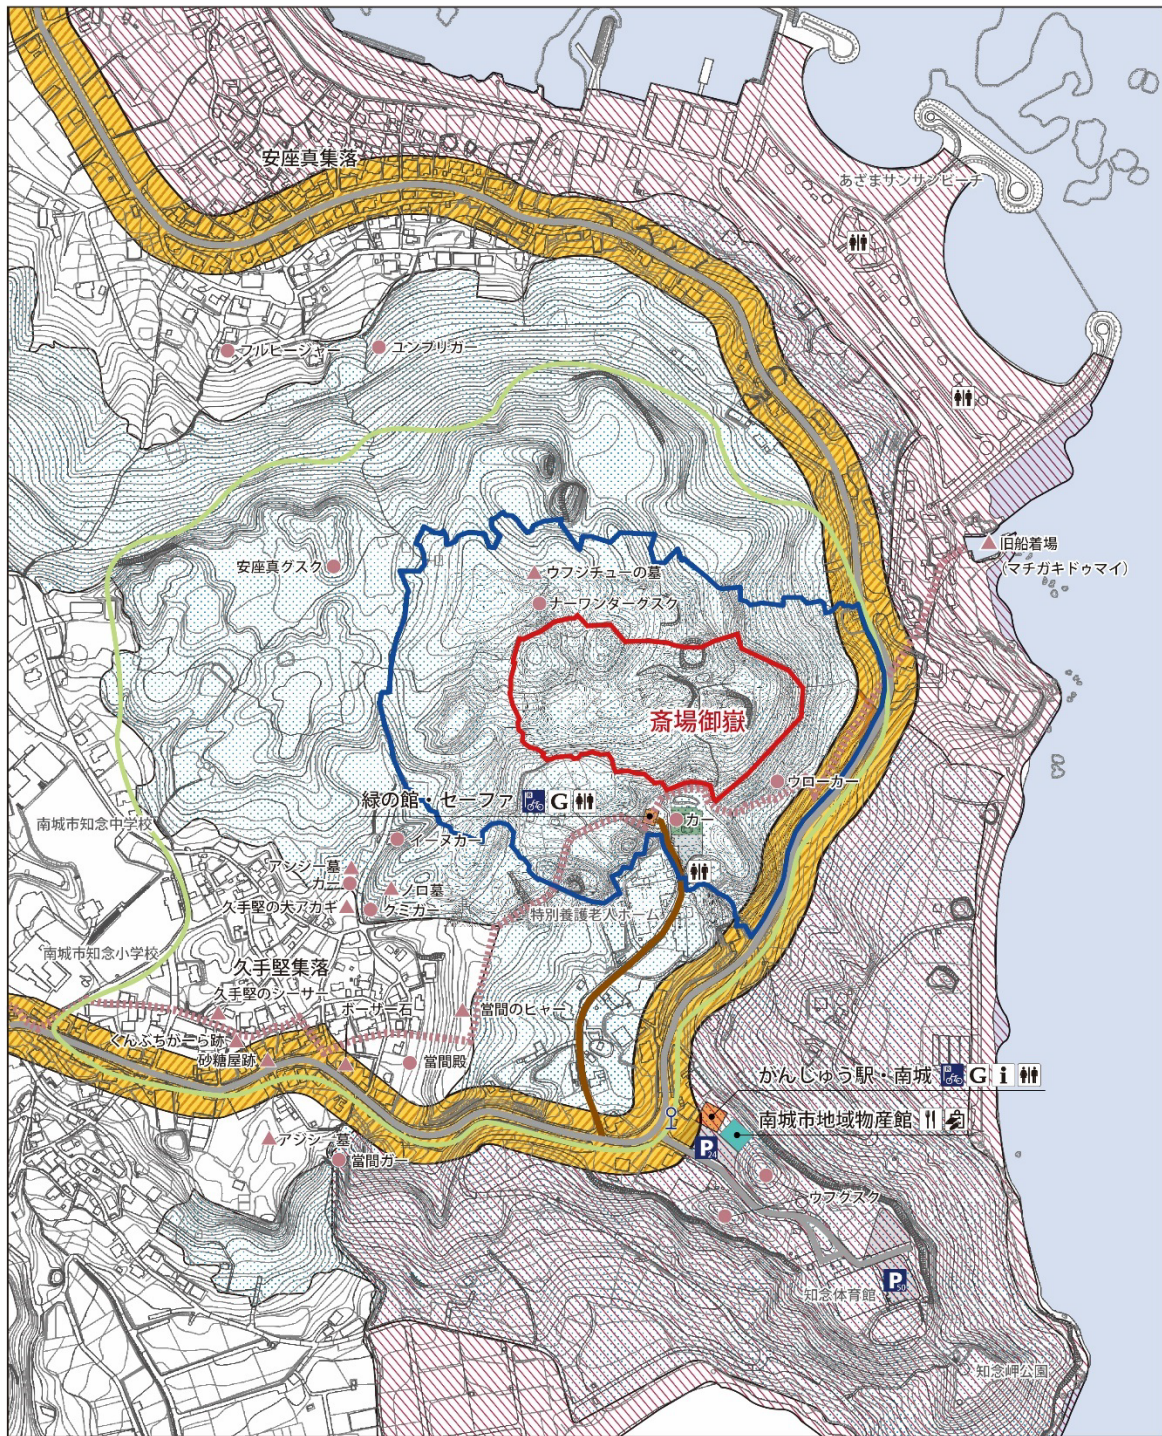 安座真集落
あざまサンサンビーチ
フルヒージャー
ユンブリガー
旧船着場
(マチガキドゥマイ)
安座真グスク
ウフジチューの墓
ナーワンダーグスク
斎場御嶽
ウローカー
緑の館・セーファ G
カー
南城市知念中学校
イーヌカー
アンシー墓
カー
ノロ墓
久手堅の大アカギ
クミガー
特別養護老人ホーム
南城市知念小学校
久手堅集落
久手堅のシーサー
ボーザー石
當間のヒャー
くんぶちがーら跡
砂糖屋跡
當間殿
かんじゅう駅・南城 G i
南城市地域物産館
アジシー墓
當間ガー
P24
ウフグスク
P50
知念体育館
知念岬公園